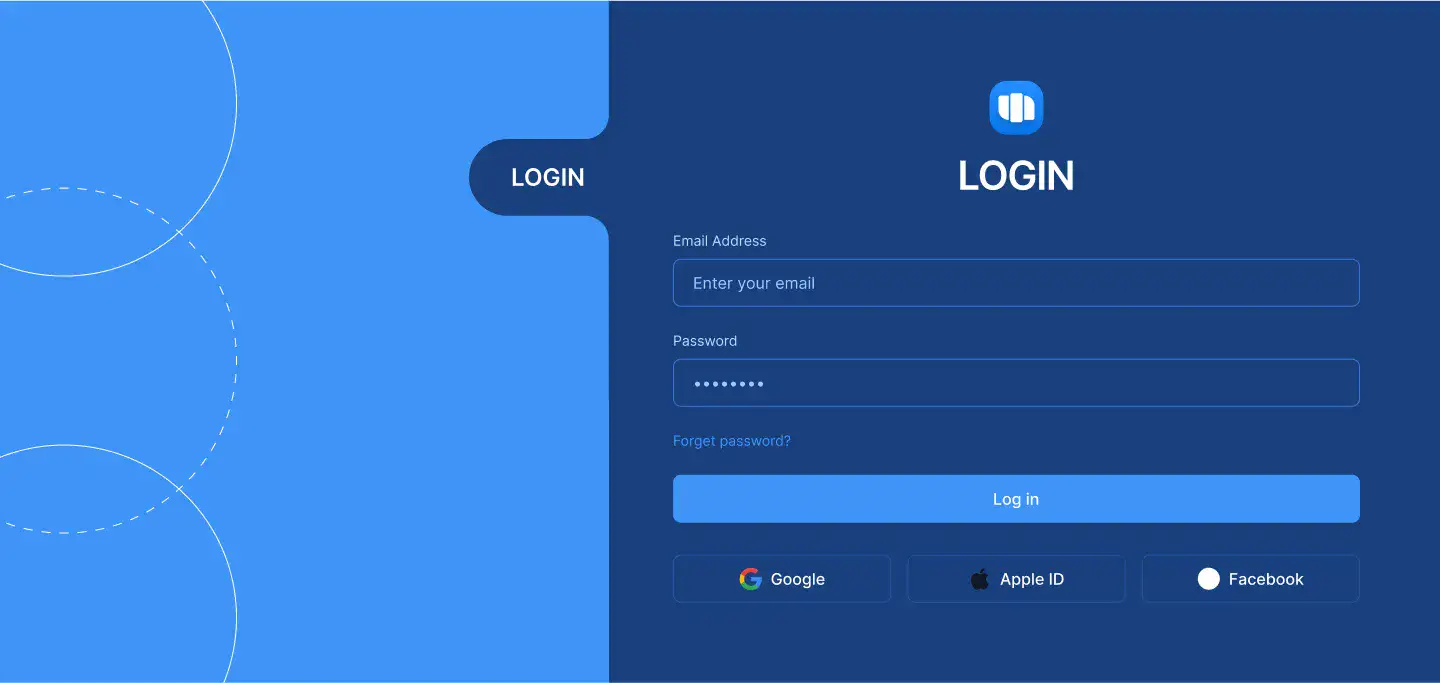 LOGIN
LOGIN
Email Address
Enter your email
Password
••••••••
Forget password?
Log in
Google
Apple ID
Facebook